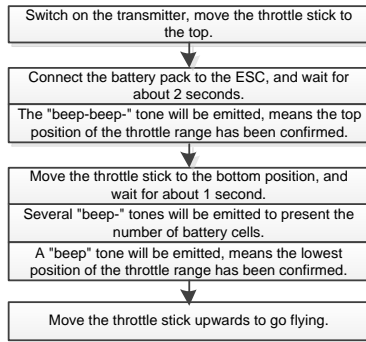 Switch on the transmitter, move the throttle stick to
the top.
Connect the battery pack to the ESC, and wait for
about 2 seconds.
The "beep-beep-" tone will be emitted, means the top
position of the throttle range has been confirmed.
Move the throttle stick to the bottom position, and
wait for about 1 second.
Several "beep-" tones will be emitted to present the
number of battery cells.
A "beep" tone will be emitted, means the lowest
position of the throttle range has been confirmed.
Move the throttle stick upwards to go flying.